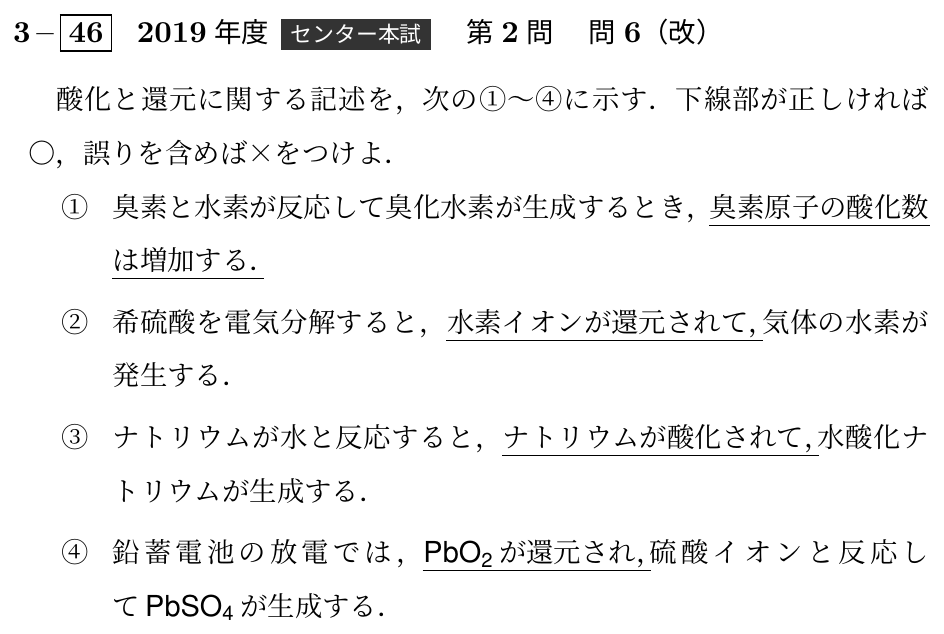 3－46 2019 年度 センター本試 第 2 問 問 6（改）
酸化と還元に関する記述を，次の①～④に示す．下線部が正しければ
○，誤りを含めば×をつけよ．
① 臭素と水素が反応して臭化水素が生成するとき，臭素原子の酸化数
は増加する．
② 希硫酸を電気分解すると，水素イオンが還元されて，気体の水素が
発生する．
③ ナトリウムが水と反応すると，ナトリウムが酸化されて，水酸化ナ
トリウムが生成する．
④ 鉛蓄電池の放電では，PbO₂ が還元され，硫酸イオンと反応し
て PbSO₄ が生成する．